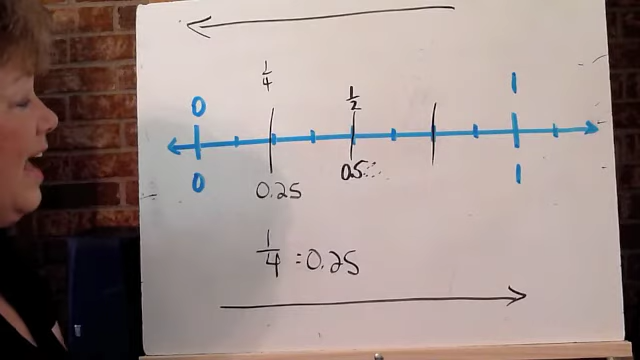 1/4 1/2 1
0
0 0.25 0.5 1
1/4 = 0.25